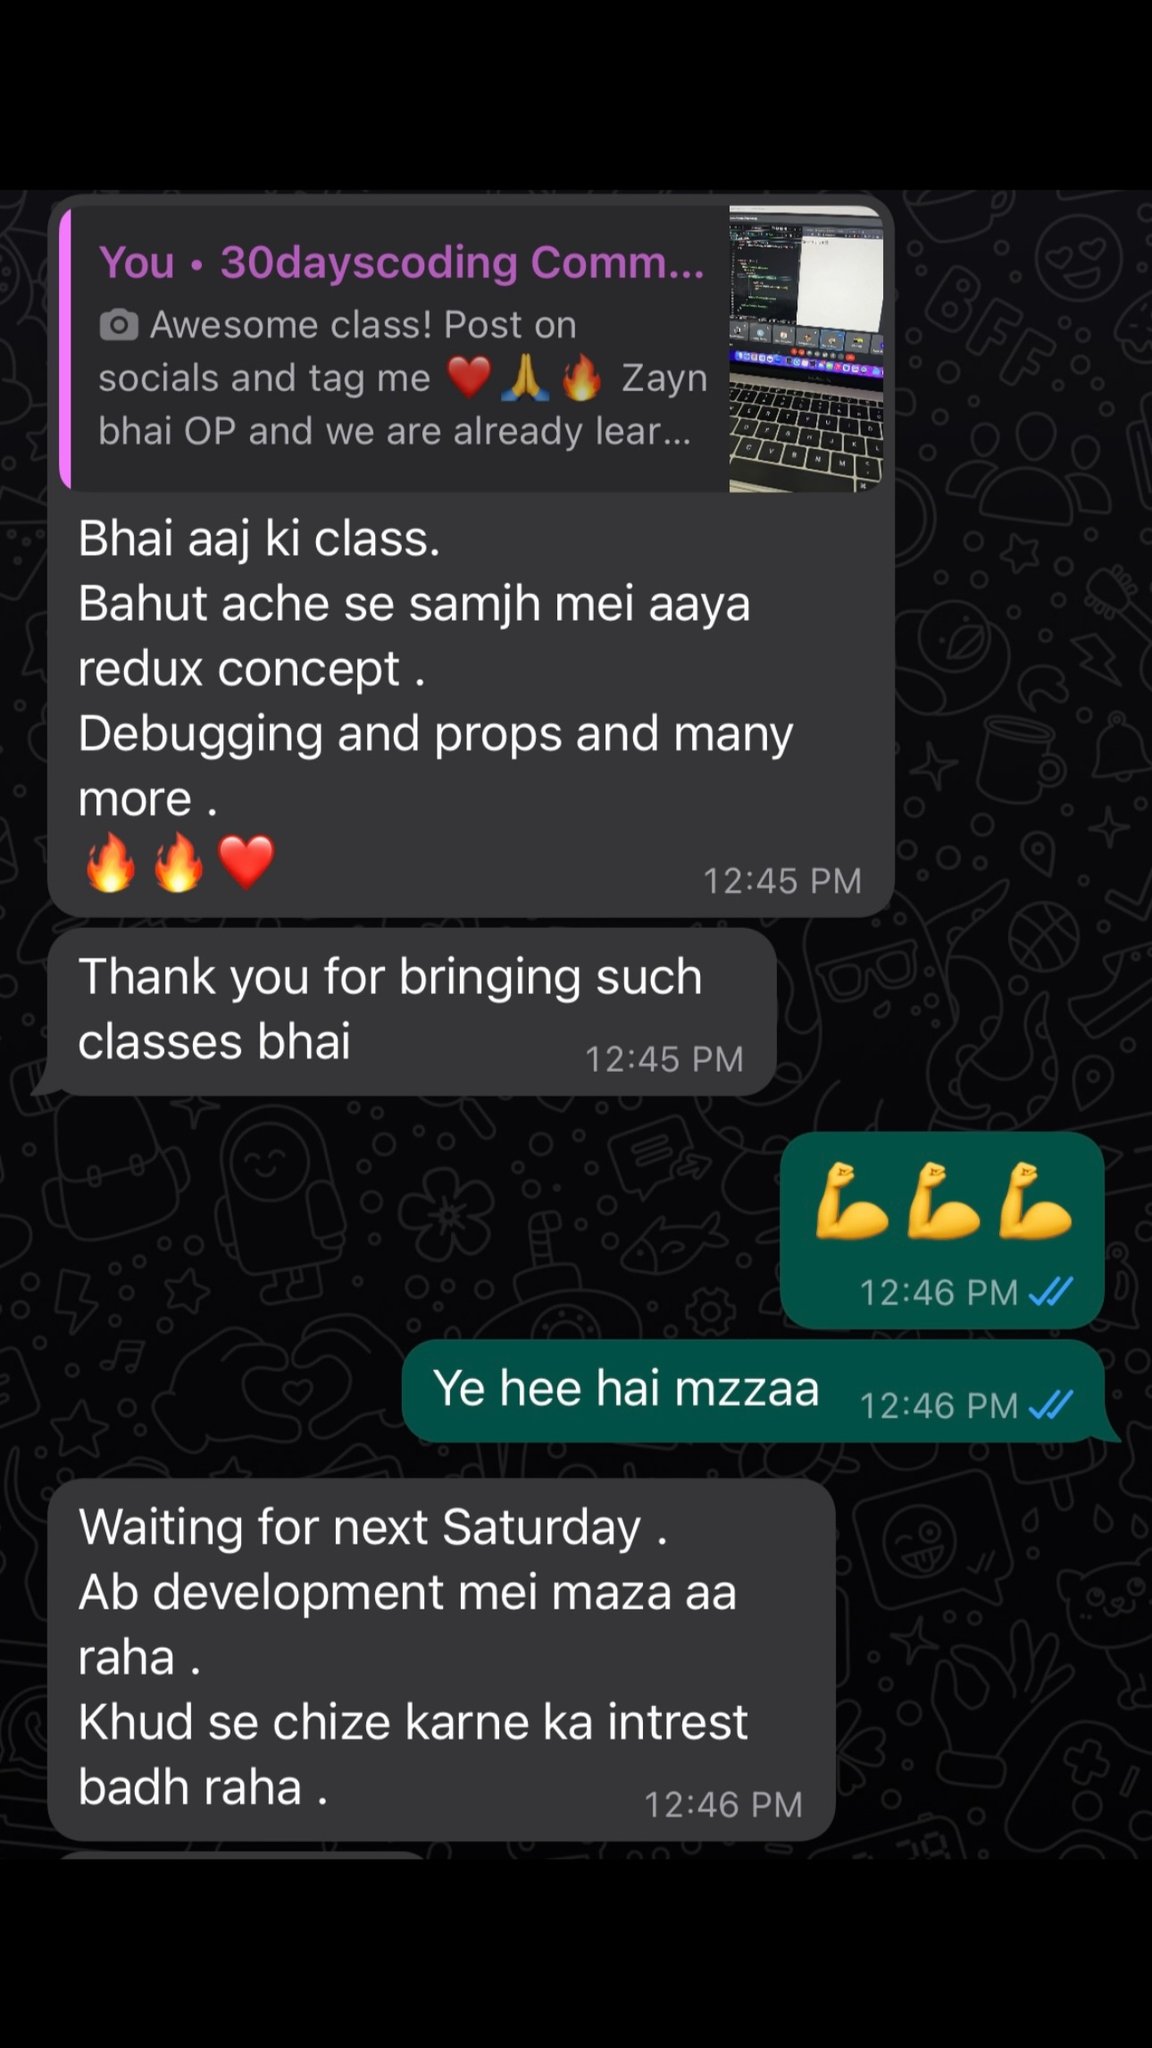 You • 30dayscoding Comm...
📷 Awesome class! Post on
socials and tag me ❤️🙏🔥 Zayn
bhai OP and we are already lear...
Bhai aaj ki class.
Bahut ache se samjh mei aaya
redux concept .
Debugging and props and many
more .
🔥🔥❤️
12:45 PM
Thank you for bringing such
classes bhai
12:45 PM
💪💪💪
12:46 PM
Ye hee hai mzzaa 12:46 PM
Waiting for next Saturday .
Ab development mei maza aa
raha .
Khud se chize karne ka intrest
badh raha .
12:46 PM